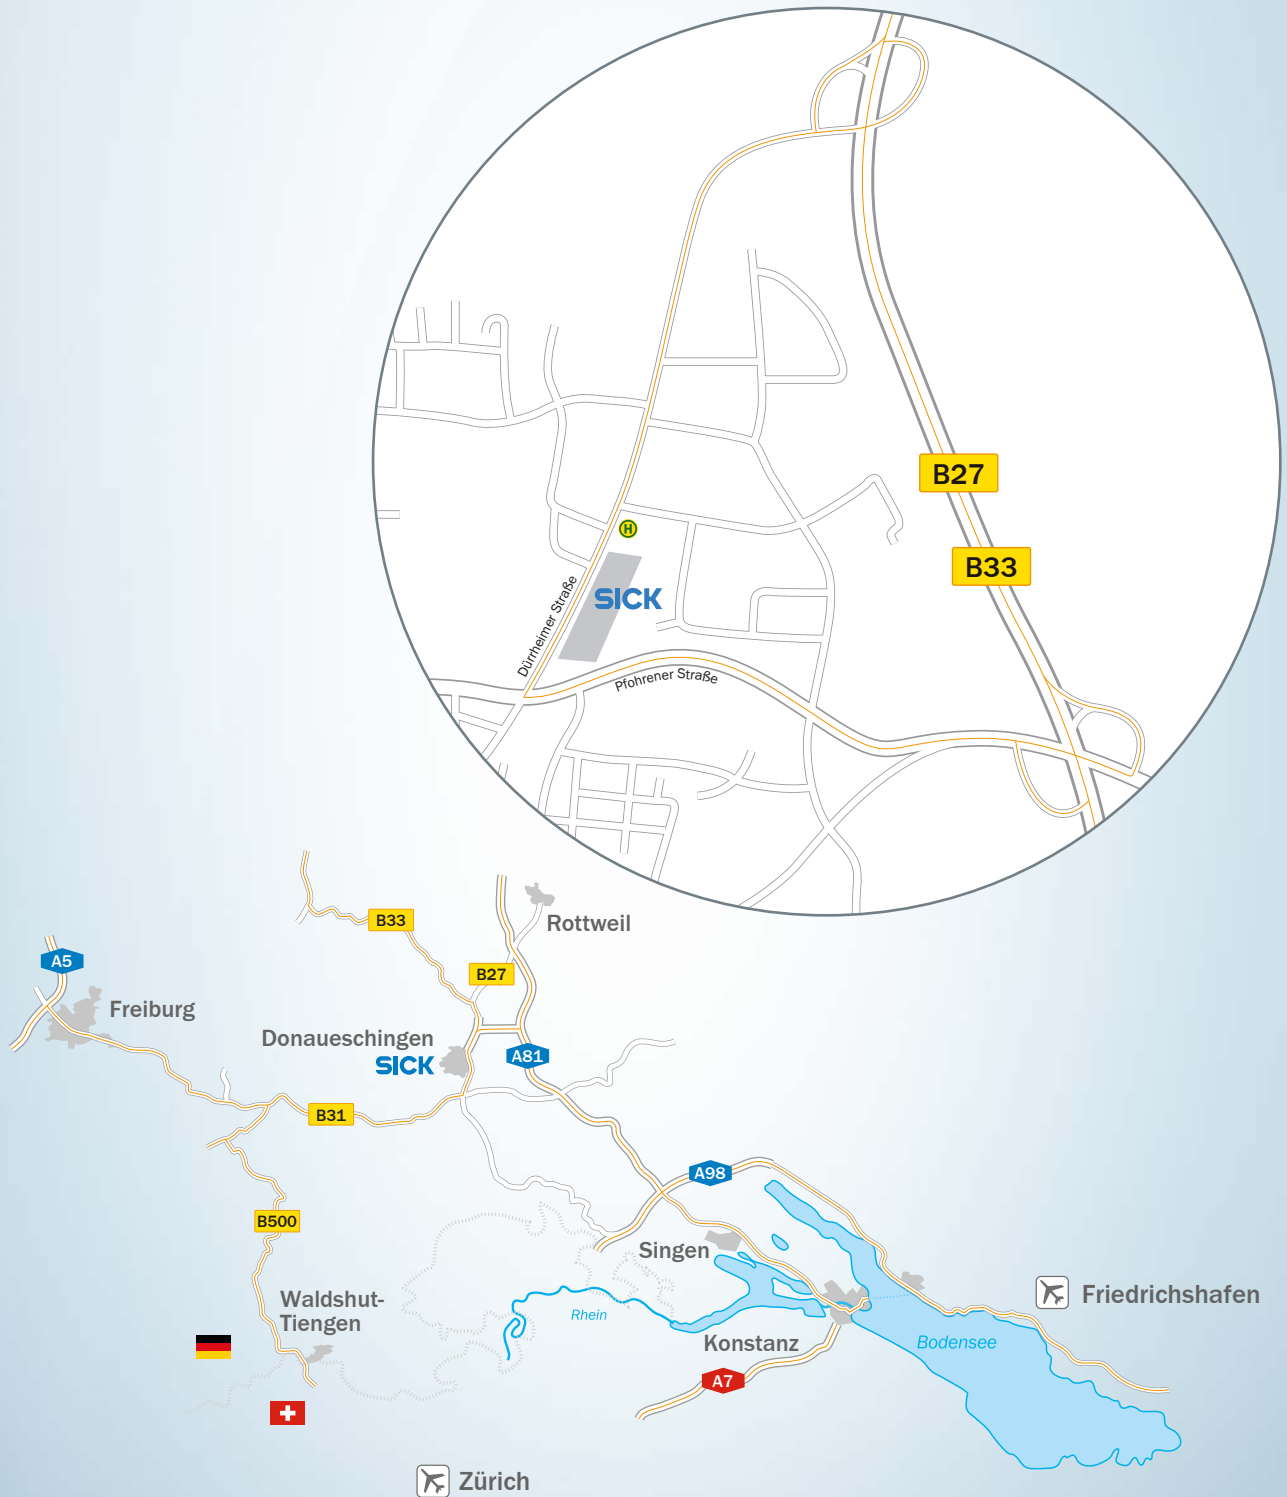 B27
B33
H
SICK
Dürrheimer Straße
Pfohrener Straße
B33
Rottweil
A5
B27
Freiburg
Donaueschingen
SICK
A81
B31
A98
B500
Singen
Waldshut-
Tiengen
Rhein
Friedrichshafen
Konstanz
Bodensee
A7
Zürich